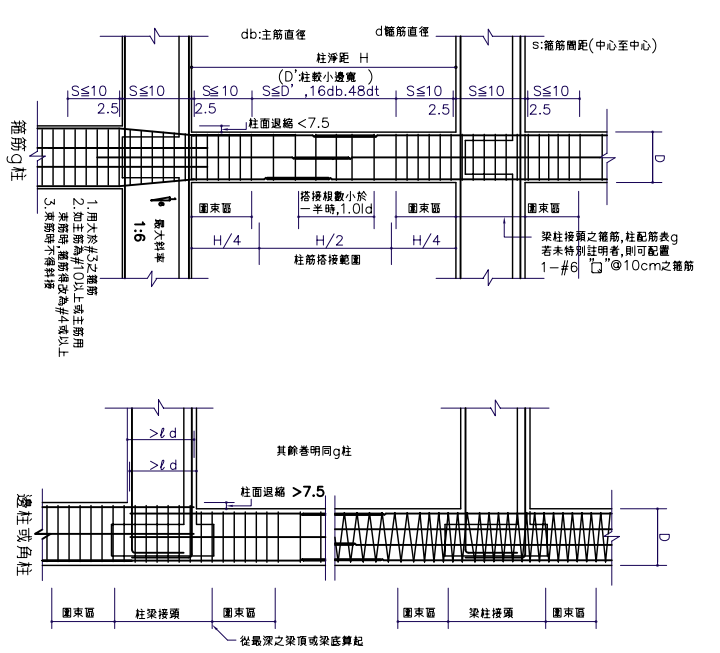 db:主筋直徑
d箍筋直徑
s:箍筋間距(中心至中心)
柱淨距 H
(D':柱較小邊寬 )
S≦10
S≦10
S≦10
S≦D' ,16db.48dt
S≦10
S≦10
S≦10
2.5
2.5
2.5
2.5
柱面退縮 <7.5
箍筋g柱
D
圍束區
搭接根數小於
一半時,1.0ld
圍束區
圍束區
最大斜率
1:6
H/4
H/2
H/4
柱筋搭接範圍
梁柱接頭之箍筋,柱配筋表g
若未特別註明者,則可配置
1-#6 " "@10cm之箍筋
1.用大於#3之箍筋
2.如主筋為#10以上或主筋用
束筋時,箍筋得改為#4或以上
3.束筋時不得斜接
>ℓd
>ℓd
其餘卷明同g柱
柱面退縮 >7.5
邊柱或角柱
D
圍束區
柱梁接頭
圍束區
圍束區
梁柱接頭
圍束區
從最深之梁頂或梁底算起